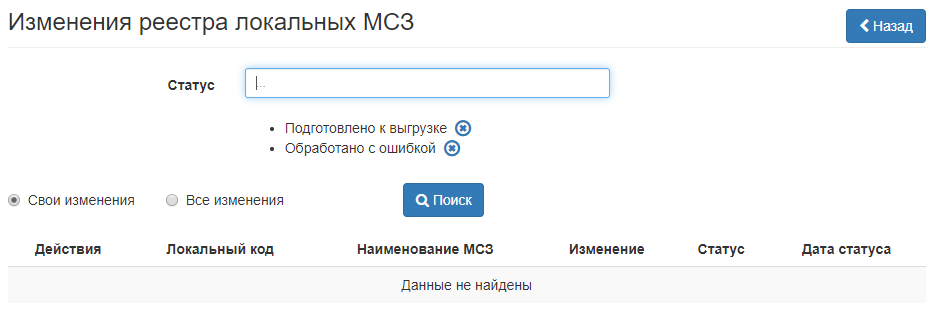 Изменения реестра локальных МСЗ
Назад
Статус
...
Подготовлено к выгрузке
Обработано с ошибкой
Свои изменения Все изменения Поиск
Действия Локальный код Наименование МСЗ Изменение Статус Дата статуса
Данные не найдены